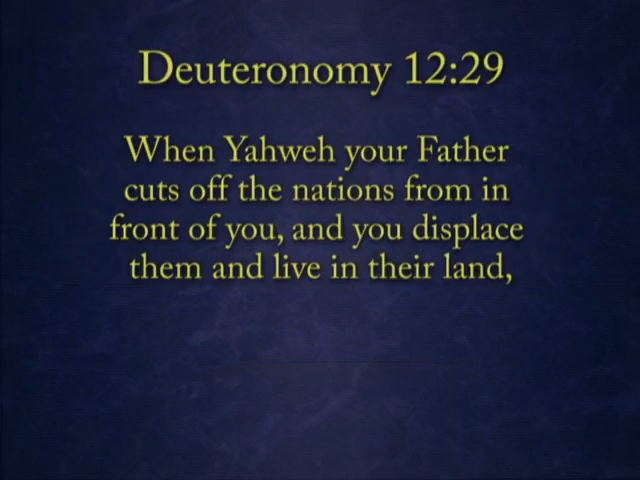 Deuteronomy 12:29
When Yahweh your Father
cuts off the nations from in
front of you, and you displace
them and live in their land,